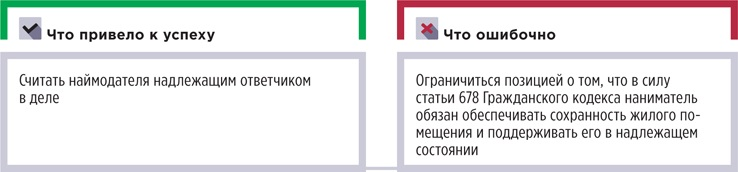 Что привело к успеху
Считать наймодателя надлежащим ответчиком
в деле
Что ошибочно
Ограничиться позицией о том, что в силу
статьи 678 Гражданского кодекса наниматель
обязан обеспечивать сохранность жилого по-
мещения и поддерживать его в надлежащем
состоянии